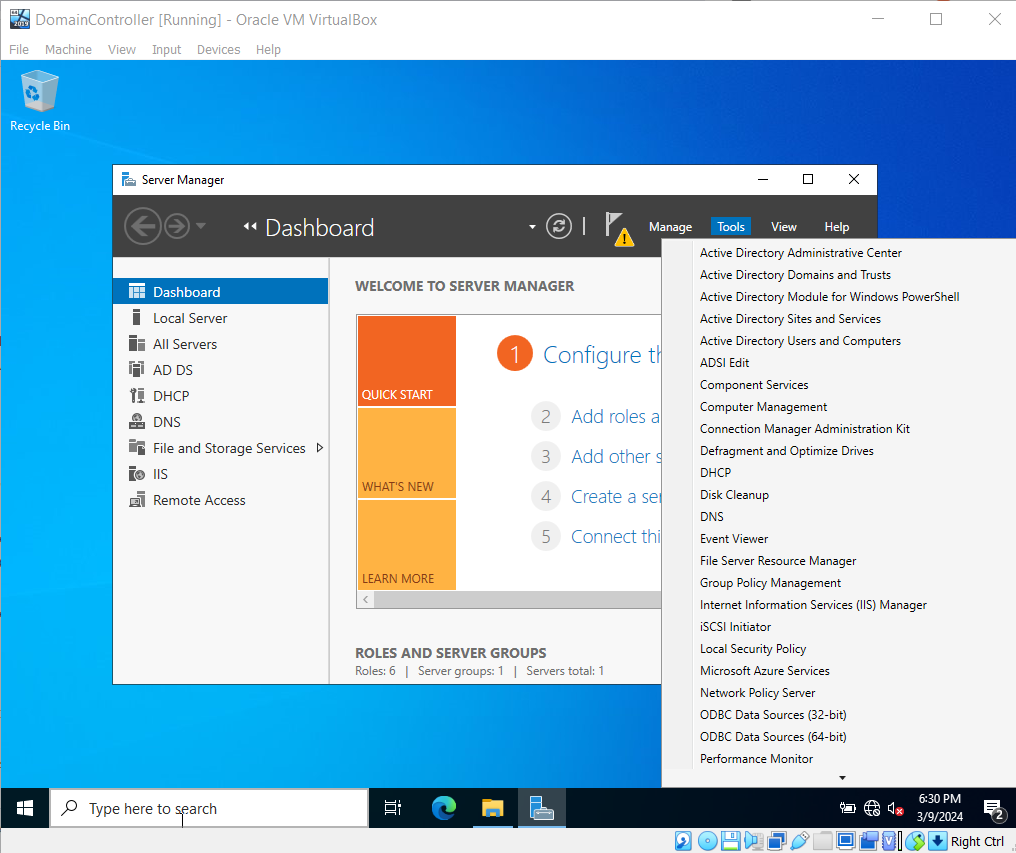 DomainController [Running] - Oracle VM VirtualBox
File Machine View Input Devices Help
Recycle Bin
Server Manager
Dashboard
Manage Tools View Help
Dashboard
Local Server
All Servers
AD DS
DHCP
DNS
File and Storage Services
IIS
Remote Access
WELCOME TO SERVER MANAGER
QUICK START
WHAT'S NEW
LEARN MORE
1 Configure th
2 Add roles a
3 Add other s
4 Create a ser
5 Connect thi
ROLES AND SERVER GROUPS
Roles: 6 | Server groups: 1 | Servers total: 1
Active Directory Administrative Center
Active Directory Domains and Trusts
Active Directory Module for Windows PowerShell
Active Directory Sites and Services
Active Directory Users and Computers
ADSI Edit
Component Services
Computer Management
Connection Manager Administration Kit
Defragment and Optimize Drives
DHCP
Disk Cleanup
DNS
Event Viewer
File Server Resource Manager
Group Policy Management
Internet Information Services (IIS) Manager
iSCSI Initiator
Local Security Policy
Microsoft Azure Services
Network Policy Server
ODBC Data Sources (32-bit)
ODBC Data Sources (64-bit)
Performance Monitor
Type here to search
6:30 PM
3/9/2024
2
Right Ctrl